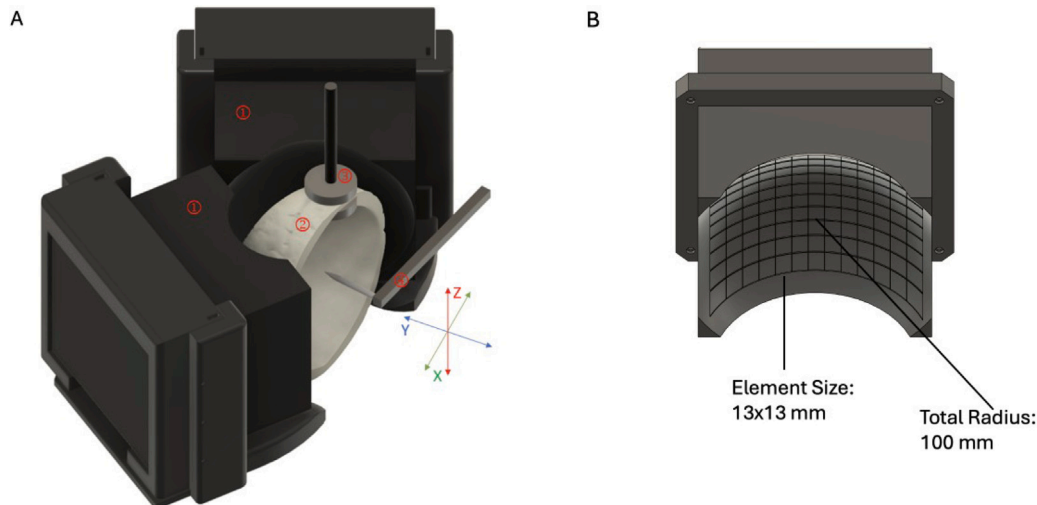 A
B
①
①
③
②
④
Z
Y
X
Element Size:
13x13 mm
Total Radius:
100 mm